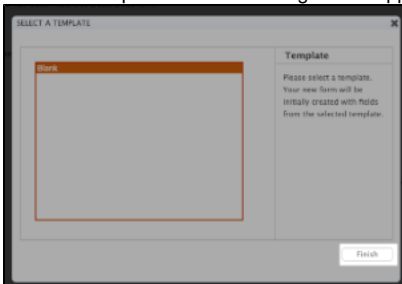 SELECT A TEMPLATE
Blank
Template
Please select a template.
Your new form will be
initially created with fields
from the selected template.
Finish